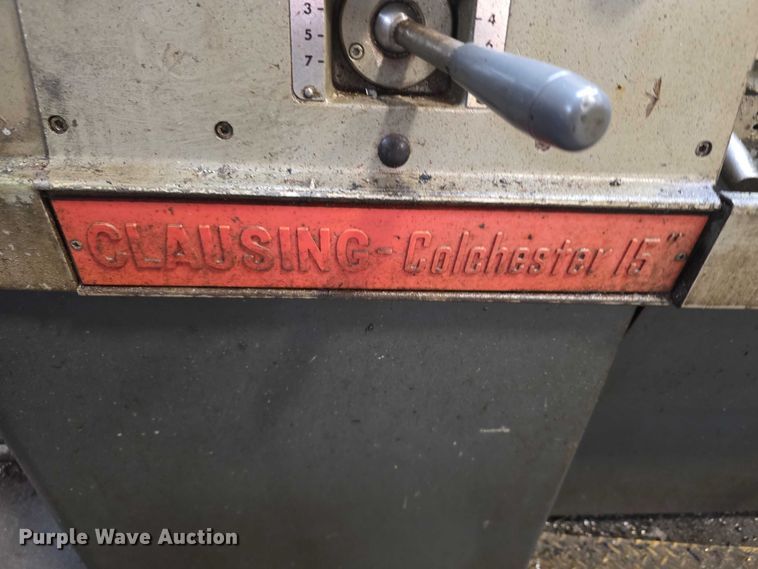 3 4
5 6
7
CLAUSING - Colchester 15"
Purple Wave Auction